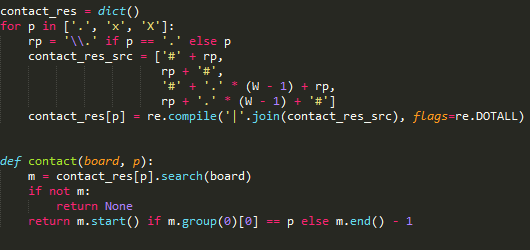 contact_res = dict()
for p in ['.', 'x', 'X']:
    rp = '\\.' if p == '.' else p
    contact_res_src = ['#' + rp,
                       rp + '#',
                       '#' + '.' * (W - 1) + rp,
                       rp + '.' * (W - 1) + '#']
    contact_res[p] = re.compile('|'.join(contact_res_src), flags=re.DOTALL)

def contact(board, p):
    m = contact_res[p].search(board)
    if not m:
        return None
    return m.start() if m.group(0)[0] == p else m.end() - 1